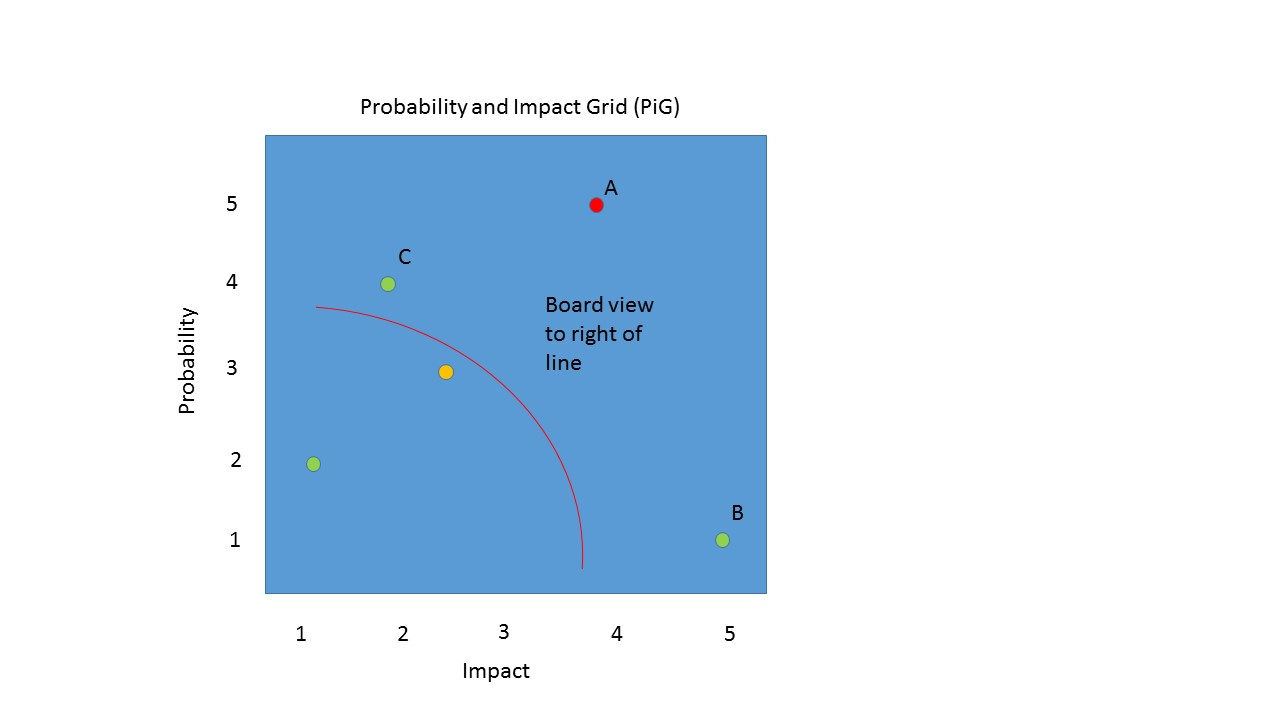 Probability and Impact Grid (PiG)
A
5
C
4
Board view
to right of
line
Probability
3
2
B
1
1
2
3
4
5
Impact